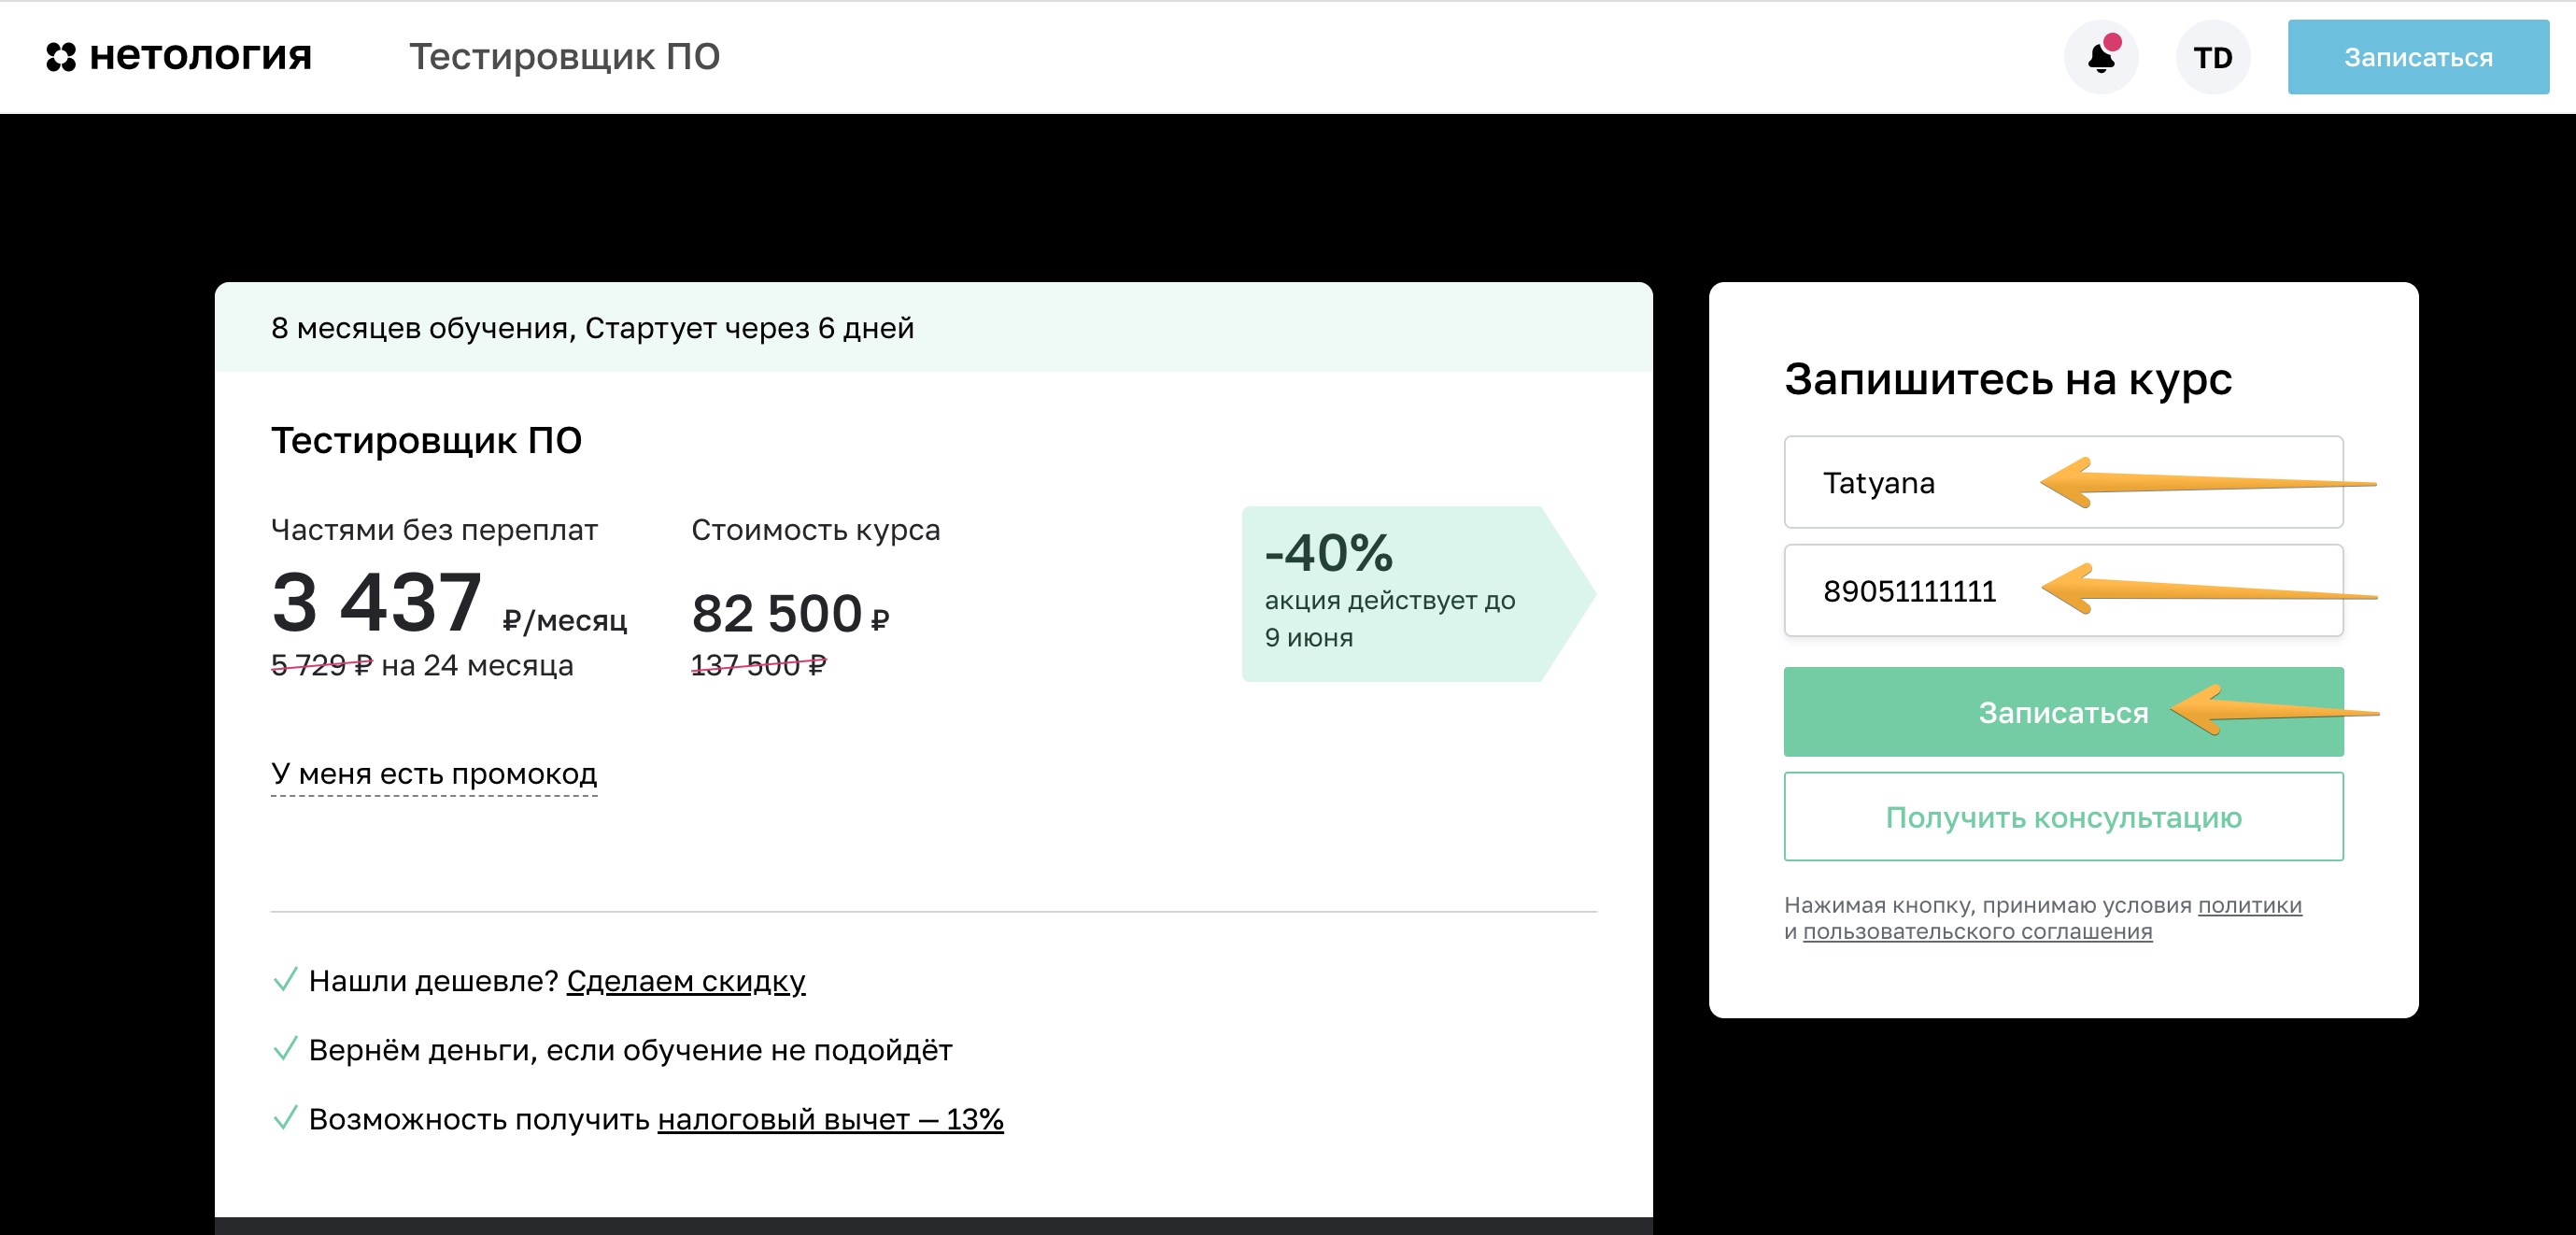 нетология
Тестировщик ПО
TD
Записаться
8 месяцев обучения, Стартует через 6 дней
Тестировщик ПО
Частями без переплат
3 437 ₽/месяц
5 729 ₽ на 24 месяца
Стоимость курса
82 500 ₽
137 500 ₽
-40%
акция действует до
9 июня
У меня есть промокод
Нашли дешевле? Сделаем скидку
Вернём деньги, если обучение не подойдёт
Возможность получить налоговый вычет — 13%
Запишитесь на курс
Tatyana
89051111111
Записаться
Получить консультацию
Нажимая кнопку, принимаю условия политики
и пользовательского соглашения